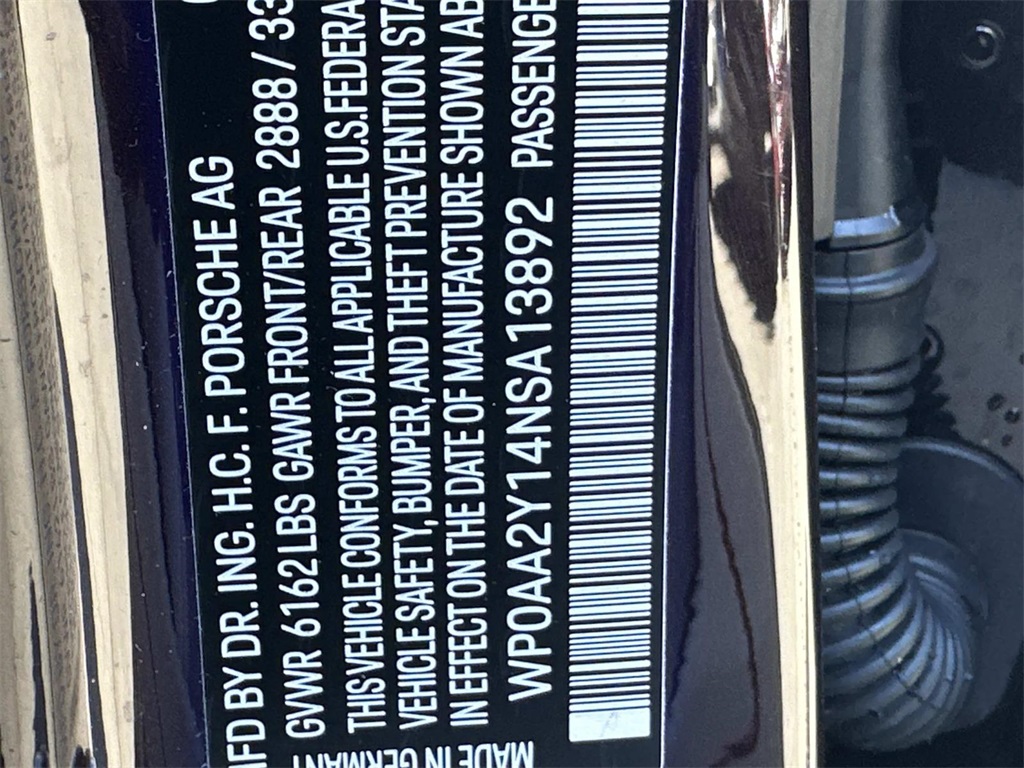 MFD BY DR. ING. H.C. F. PORSCHE AG
GVWR 6162 LBS GAWR FRONT/REAR 2888 / 33
THIS VEHICLE CONFORMS TO ALL APPLICABLE U.S. FEDERA
VEHICLE SAFETY, BUMPER, AND THEFT PREVENTION STA
IN EFFECT ON THE DATE OF MANUFACTURE SHOWN AB
WP0AA2Y14NSA13892 PASSENGE
MADE IN GERMANY